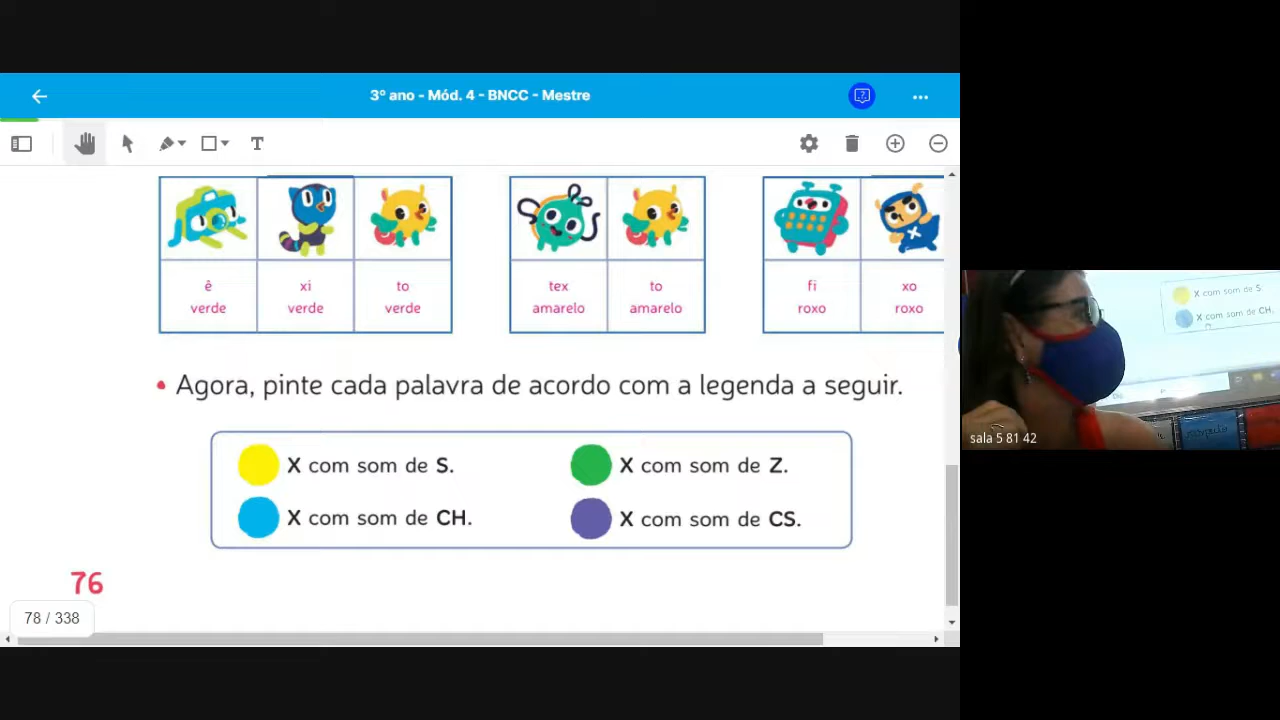 3º ano - Mód. 4 - BNCC - Mestre
T
ê xi to tex to fi xo
verde verde verde amarelo amarelo roxo roxo
• Agora, pinte cada palavra de acordo com a legenda a seguir.
X com som de S. X com som de Z.
X com som de CH. X com som de CS.
76
78 / 338
X com som de S.
X com som de CH.
sala 5 81 42